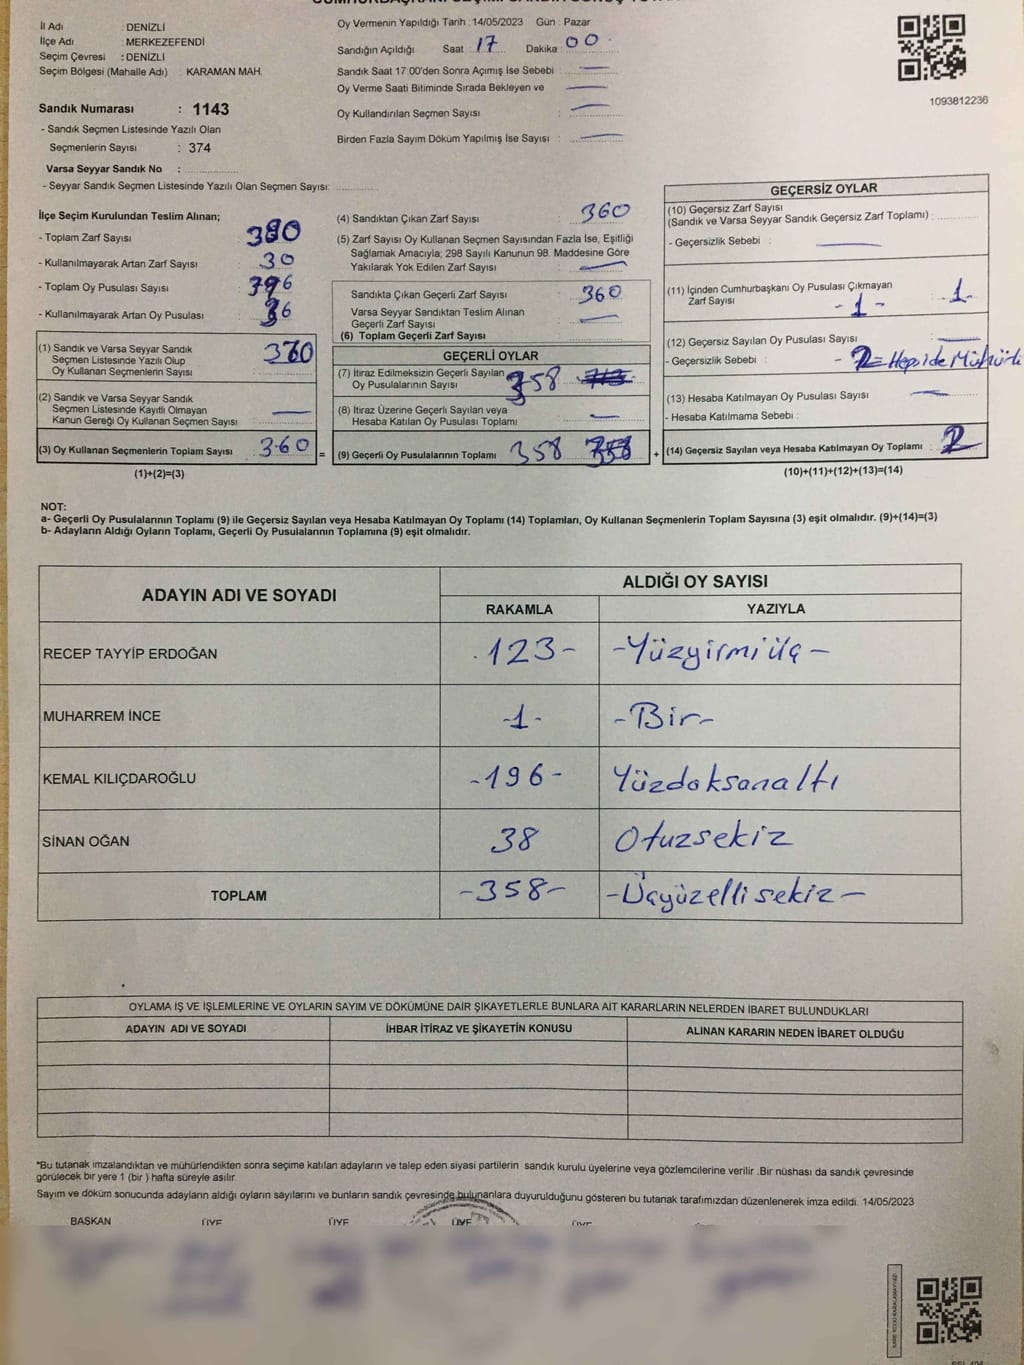 İl Adı : DENİZLİ
İlçe Adı : MERKEZEFENDİ
Seçim Çevresi : DENİZLİ
Seçim Bölgesi (Mahalle Adı) KARAMAN MAH.
Sandık Numarası : 1143
- Sandık Seçmen Listesinde Yazılı Olan
Seçmenlerin Sayısı : 374
Varsa Seyyar Sandık No :
- Seyyar Sandık Seçmen Listesinde Yazılı Olan Seçmen Sayısı:
Oy Vermenin Yapıldığı Tarih : 14/05/2023 Gün : Pazar
Sandığın Açıldığı Saat 17 Dakika 00
Sandık Saat 17:00'den Sonra Açımış İse Sebebi :
Oy Verme Saati Bitiminde Sırada Bekleyen ve
Oy Kullandırılan Seçmen Sayısı :
Birden Fazla Sayım Döküm Yapılmış İse Sayısı :
1093812236
İlçe Seçim Kurulundan Teslim Alınan;
- Toplam Zarf Sayısı : 390
- Kullanılmayarak Artan Zarf Sayısı : 30
- Toplam Oy Pusulası Sayısı : 396
- Kullanılmayarak Artan Oy Pusulası : 36
(1) Sandık ve Varsa Seyyar Sandık
Seçmen Listesinde Yazılı Olup
Oy Kullanan Seçmenlerin Sayısı : 360
(2) Sandık ve Varsa Seyyar Sandık
Seçmen Listesinde Kayıtlı Olmayan
Kanun Gereği Oy Kullanan Seçmen Sayısı :
(3) Oy Kullanan Seçmenlerin Toplam Sayısı : 360 =
(1)+(2)=(3)
(4) Sandıktan Çıkan Zarf Sayısı : 360
(5) Zarf Sayısı Oy Kullanan Seçmen Sayısından Fazla İse, Eşitliği
Sağlamak Amacıyla; 298 Sayılı Kanunun 98. Maddesine Göre
Yakılarak Yok Edilen Zarf Sayısı :
Sandıkta Çıkan Geçerli Zarf Sayısı : 360
Varsa Seyyar Sandıktan Teslim Alınan
Geçerli Zarf Sayısı :
(6) Toplam Geçerli Zarf Sayısı :
GEÇERLİ OYLAR
(7) İtiraz Edilmeksizin Geçerli Sayılan
Oy Pusulalarının Sayısı : 358
(8) İtiraz Üzerine Geçerli Sayılan veya
Hesaba Katılan Oy Pusulası Toplamı :
(9) Geçerli Oy Pusulalarının Toplamı : 358 358 +
GEÇERSİZ OYLAR
(10) Geçersiz Zarf Sayısı
(Sandık ve Varsa Seyyar Sandık Geçersiz Zarf Toplamı) :
- Geçersizlik Sebebi :
(11) İçinden Cumhurbaşkanı Oy Pusulası Çıkmayan
Zarf Sayısı - 1 - : 1
(12) Geçersiz Sayılan Oy Pusulası Sayısı :
- Geçersizlik Sebebi : - 2 = Hepside Mühürlü
(13) Hesaba Katılmayan Oy Pusulası Sayısı :
- Hesaba Katılmama Sebebi :
(14) Geçersiz Sayılan veya Hesaba Katılmayan Oy Toplamı : 2
(10)+(11)+(12)+(13)=(14)
NOT:
a- Geçerli Oy Pusulalarının Toplamı (9) ile Geçersiz Sayılan veya Hesaba Katılmayan Oy Toplamı (14) Toplamları, Oy Kullanan Seçmenlerin Toplam Sayısına (3) eşit olmalıdır. (9)+(14)=(3)
b- Adayların Aldığı Oyların Toplamı, Geçerli Oy Pusulalarının Toplamına (9) eşit olmalıdır.
ADAYIN ADI VE SOYADI ALDIĞI OY SAYISI
RAKAMLA YAZIYLA
RECEP TAYYİP ERDOĞAN 123- -Yüzyirmiüç-
MUHARREM İNCE -1- -Bir-
KEMAL KILIÇDAROĞLU -196- Yüzdoksanaltı
SİNAN OĞAN 38 Otuzsekiz
TOPLAM -358- -Üçyüzellisekiz-
OYLAMA İŞ VE İŞLEMLERİNE VE OYLARIN SAYIM VE DÖKÜMÜNE DAİR ŞİKAYETLERLE BUNLARA AİT KARARLARIN NELERDEN İBARET BULUNDUKLARI
ADAYIN ADI VE SOYADI İHBAR İTİRAZ VE ŞİKAYETİN KONUSU ALINAN KARARIN NEDEN İBARET OLDUĞU
*Bu tutanak imzalandıktan ve mühürlendikten sonra seçime katılan adayların ve talep eden siyasi partilerin sandık kurulu üyelerine veya gözlemcilerine verilir .Bir nüshası da sandık çevresinde
görülecek bir yere 1 (bir ) hafta süreyle asılır.
Sayım ve döküm sonucunda adayların aldığı oyların sayılarını ve bunların sandık çevresinde bulunanlara duyurulduğunu gösteren bu tutanak tarafımızdan düzenlenerek imza edildi. 14/05/2023
BAŞKAN ÜYE ÜYE ÜYE ÜYE